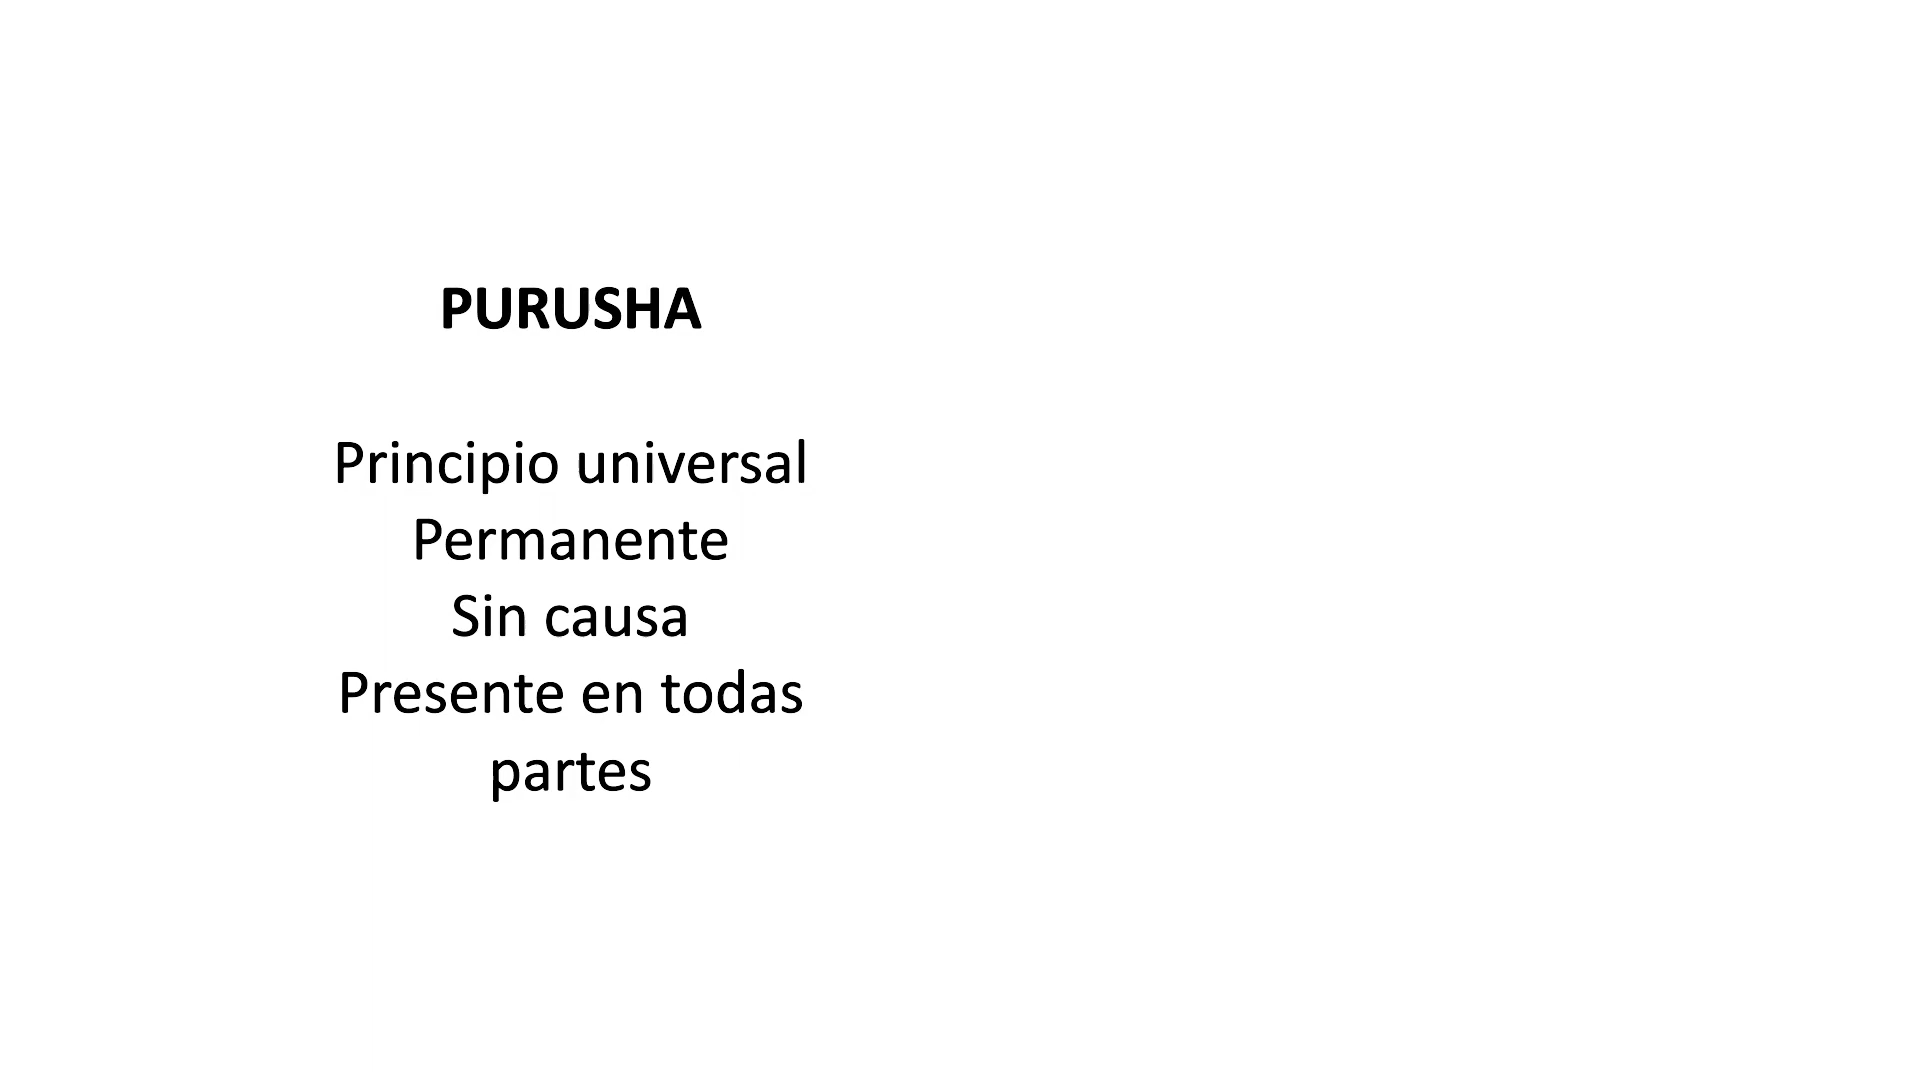 PURUSHA
Principio universal
Permanente
Sin causa
Presente en todas
partes